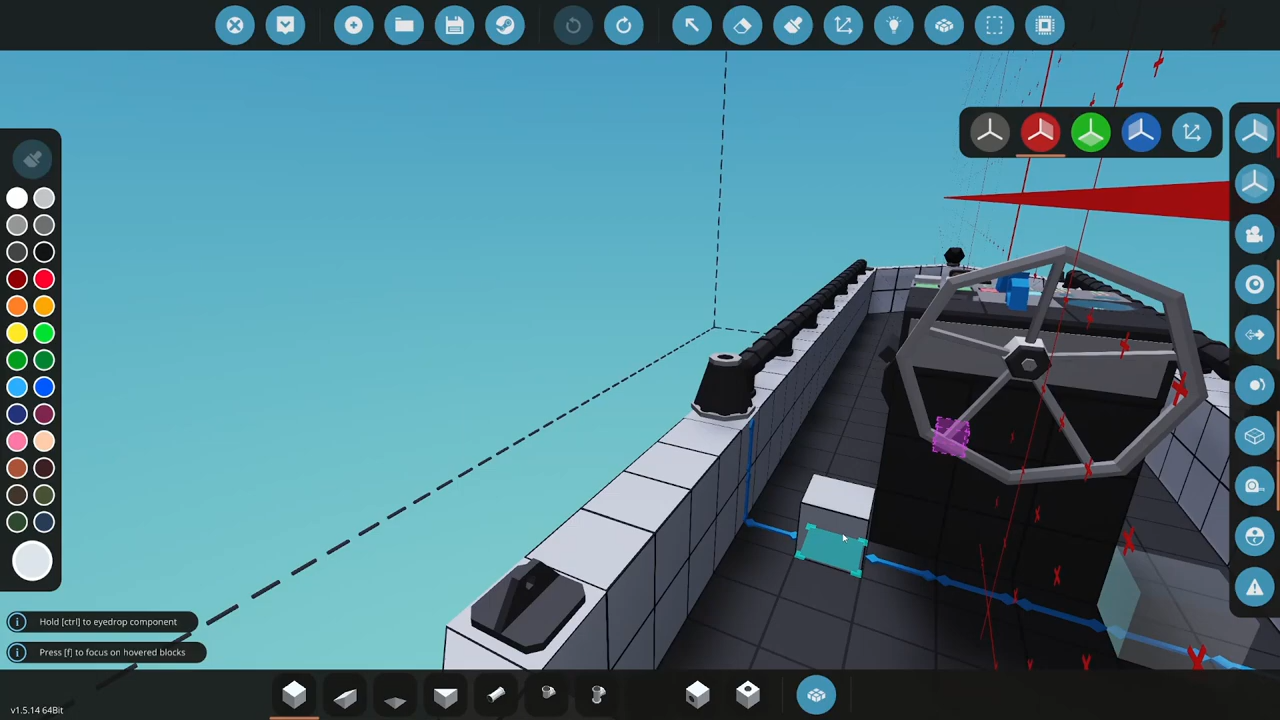 Hold [ctrl] to eyedrop component
Press [f] to focus on hovered blocks
v1.5.14 64Bit